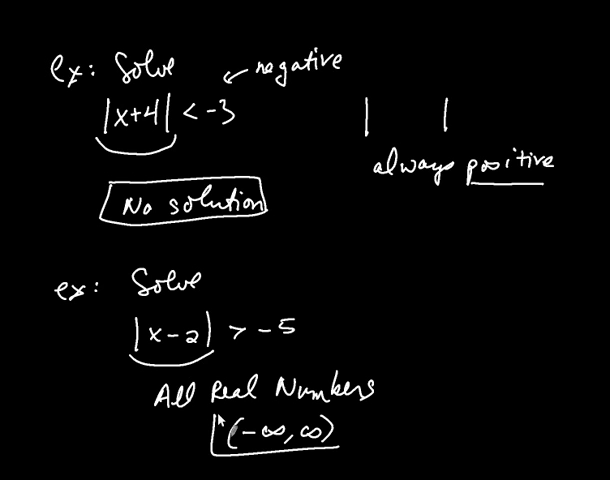 ex: Solve
negative
|x+4| < -3
| |
always positive
No solution
ex: Solve
|x-2| > -5
All Real Numbers
(-∞, ∞)